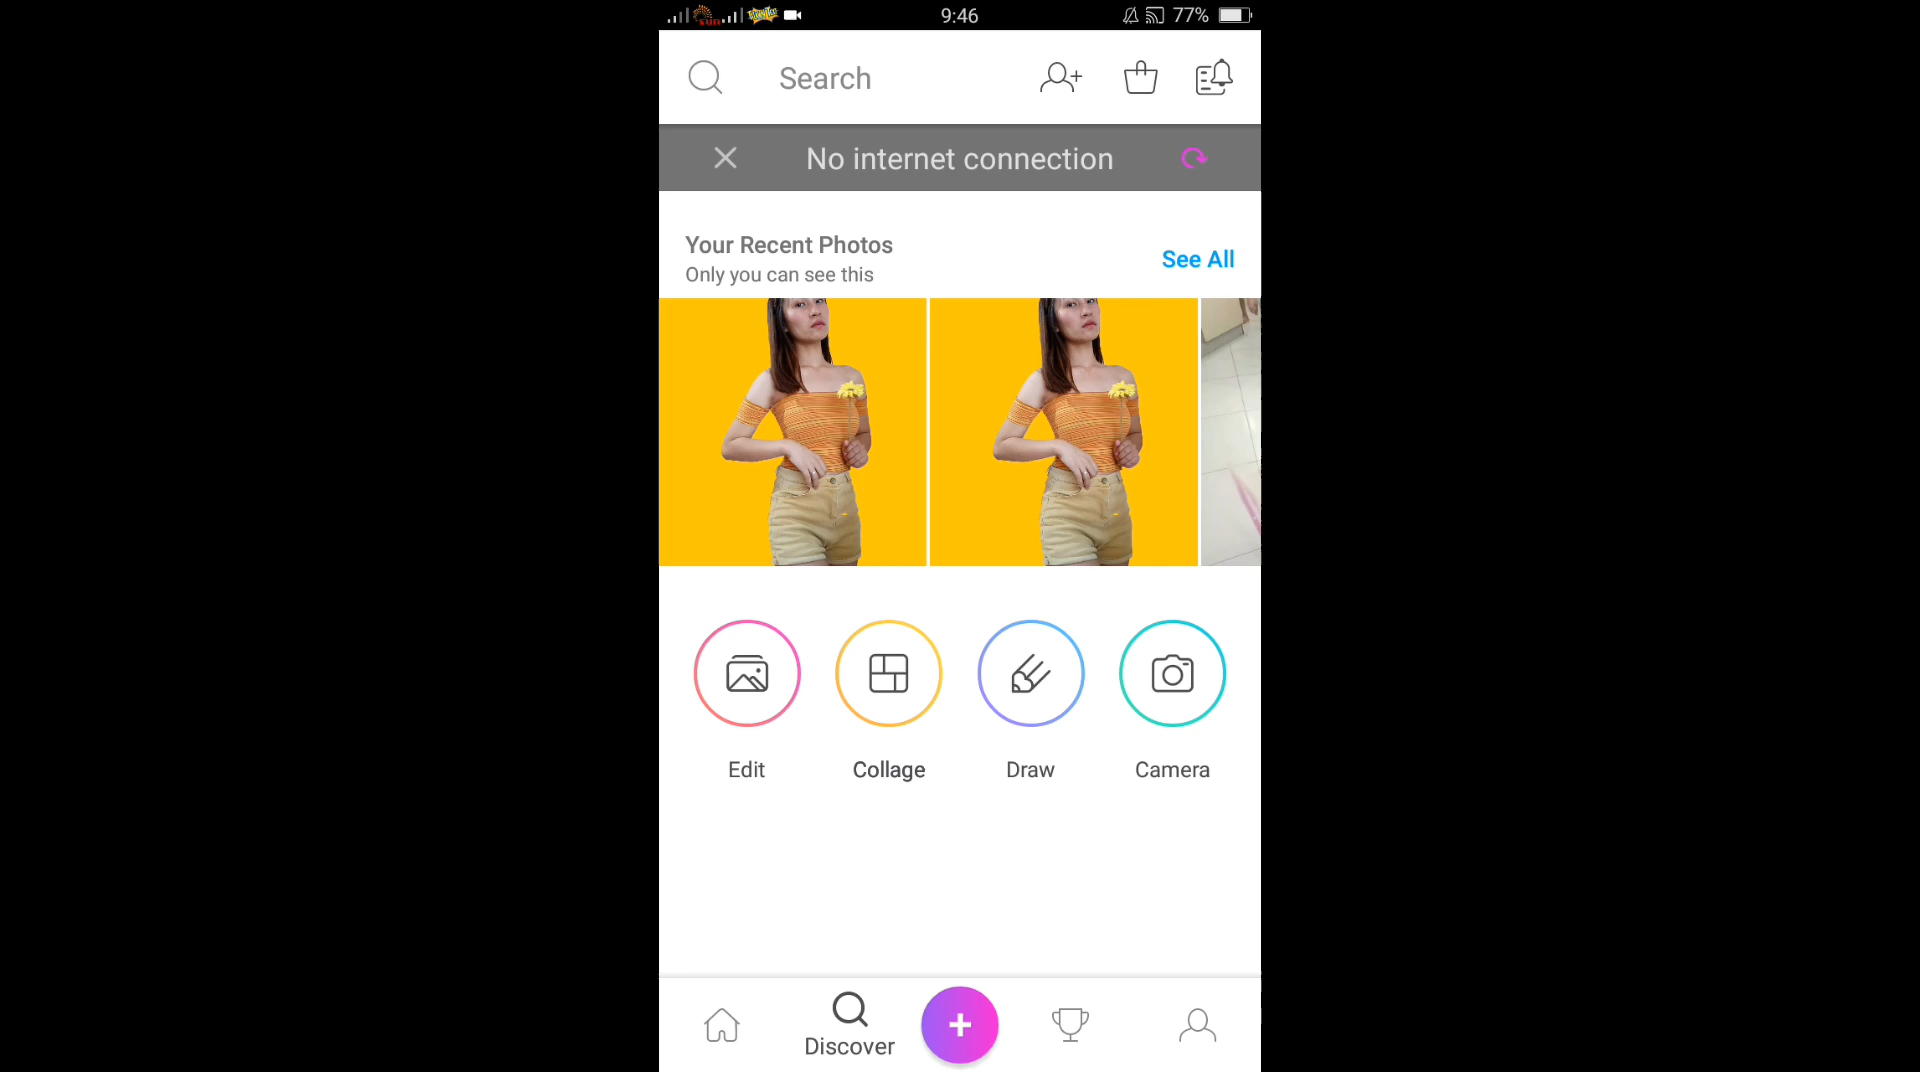 9:46
77%
Search
No internet connection
Your Recent Photos
Only you can see this
See All
Edit
Collage
Draw
Camera
Discover